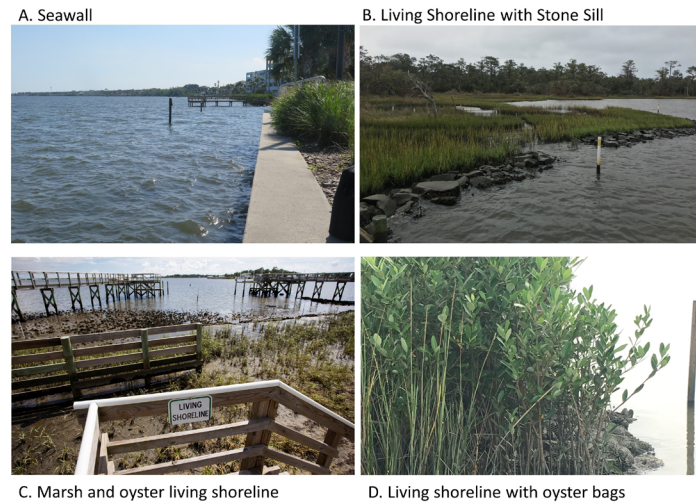 A. Seawall
B. Living Shoreline with Stone Sill
LIVING
SHORELINE
C. Marsh and oyster living shoreline
D. Living shoreline with oyster bags